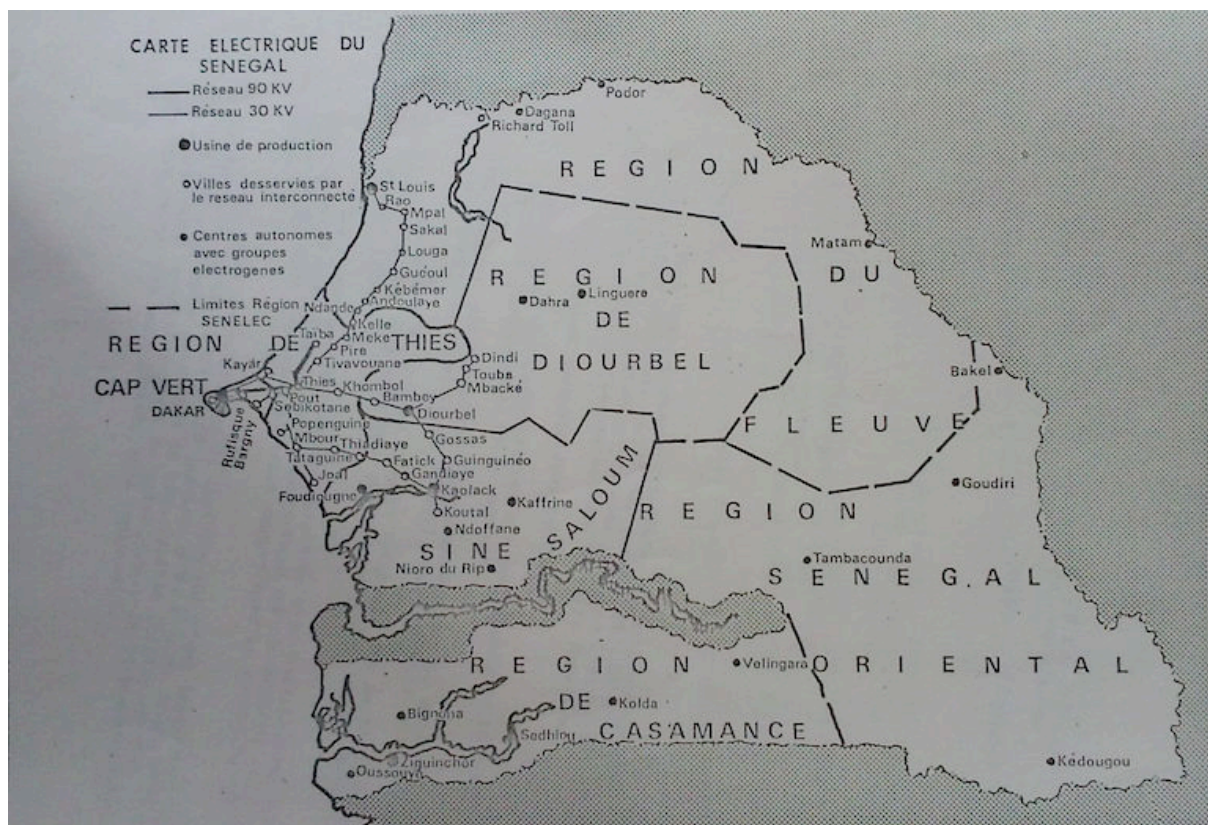 CARTE ELECTRIQUE DU
SENEGAL
Réseau 90 KV
Réseau 30 KV
Usine de production
Villes desservies par
le reseau interconnecté
Centres autonomes
avec groupes
electrogenes
Limites Région
SENELEC
Podor
Dagana
Richard Toll
REGION
St Louis
Rao
Mpal
Sakal
Matam
DU
Louga
Guéoul
REGION
Kébémer
Linguere
Dahra
Andoulaye
Ndande
DE
Kelle
REGION DE THIES
Taïba
Meke
Pire
Tivavouane
DIOURBEL
Dindi
Kayar
Touba
Bakel
Mbacké
CAP VERT
Thies
Khombol
Bambey
Pout
DAKAR
Sebikotane
Diourbel
FLEUVE
Rufisque
Bargny
Popenguine
Mbour
Thiadiaye
Gossas
Tataguine
Fatick
Guinguinéo
Gandiaye
Joal
Foudiougne
Kaolack
Goudiri
Kaffrine
Koutal
REGION
Ndoffane
SINE
SALOUM
Nioro du Rip
Tambacounda
SENEGAL
REGION
Velingara
ORIENTAL
DE
Kolda
Bignona
Sedhiou
CASAMANCE
Ziguinchor
Oussouye
Kédougou